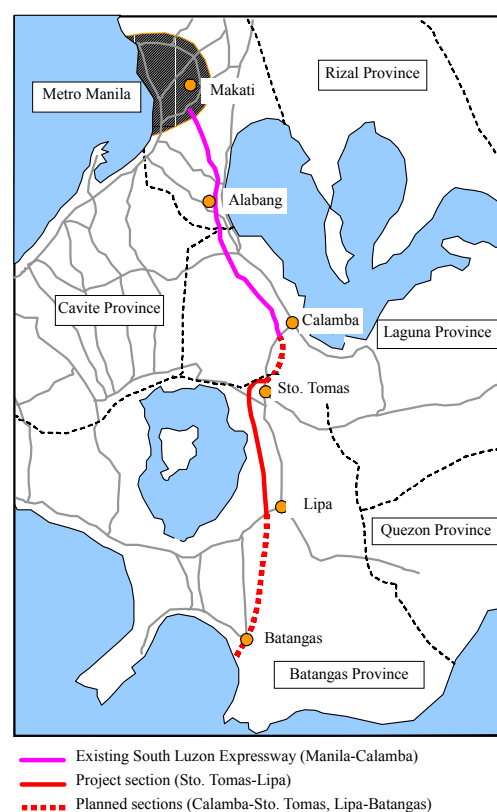 Rizal Province
Metro Manila
Makati
Alabang
Cavite Province
Calamba
Laguna Province
Sto. Tomas
Lipa
Quezon Province
Batangas
Batangas Province
Existing South Luzon Expressway (Manila-Calamba)
Project section (Sto. Tomas-Lipa)
Planned sections (Calamba-Sto. Tomas, Lipa-Batangas)